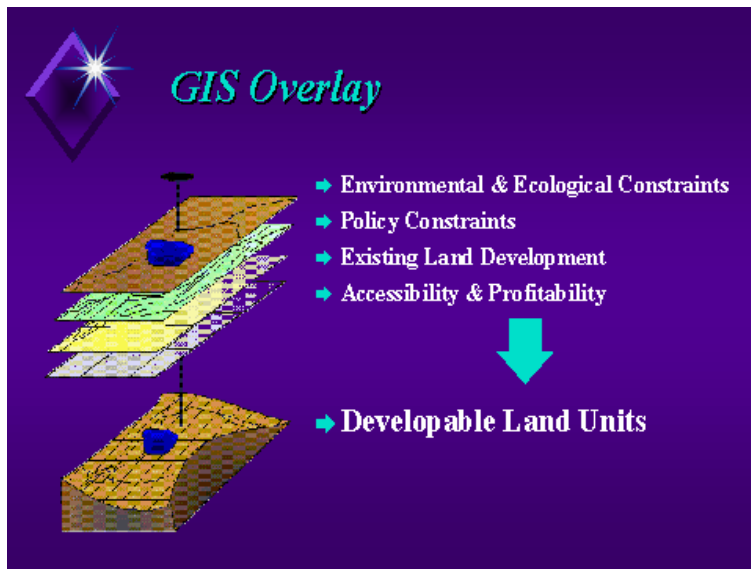 GIS Overlay
Environmental & Ecological Constraints
Policy Constraints
Existing Land Development
Accessibility & Profitability
Developable Land Units